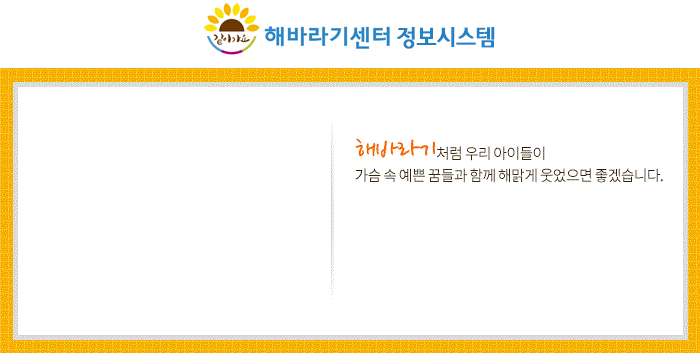 함께가요
해바라기센터 정보시스템
해바라기처럼 우리 아이들이
가슴 속 예쁜 꿈들과 함께 해맑게 웃었으면 좋겠습니다.